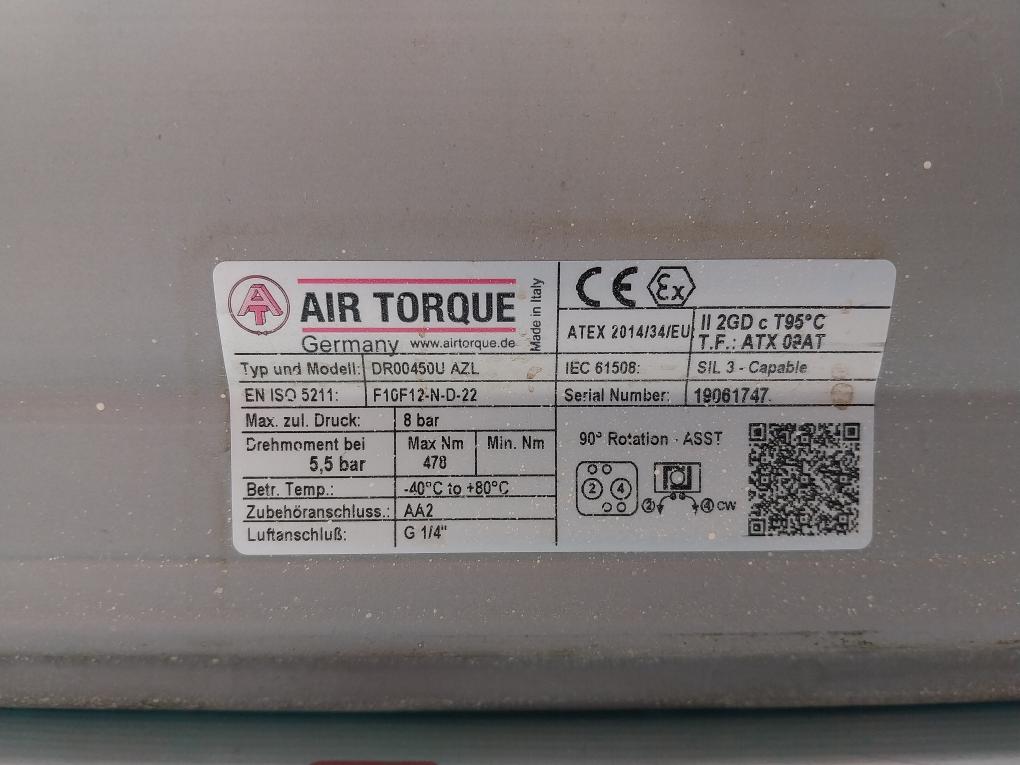 AT AIR TORQUE
Made in Italy
Germany www.airtorque.de
CE Ex
ATEX 2014/34/EU
II 2GD c T95°C
T.F.: ATX 02AT
Typ und Modell: DR00450U AZL
IEC 61508: SIL 3 - Capable
EN ISO 5211: F10F12-N-D-22
Serial Number: 19061747
Max. zul. Druck: 8 bar
Drehmoment bei 5,5 bar
Max Nm Min. Nm
478
90° Rotation - ASST
2 4
2 4 CW
Betr. Temp.: -40°C to +80°C
Zubehöranschluss.: AA2
Luftanschluß: G 1/4"